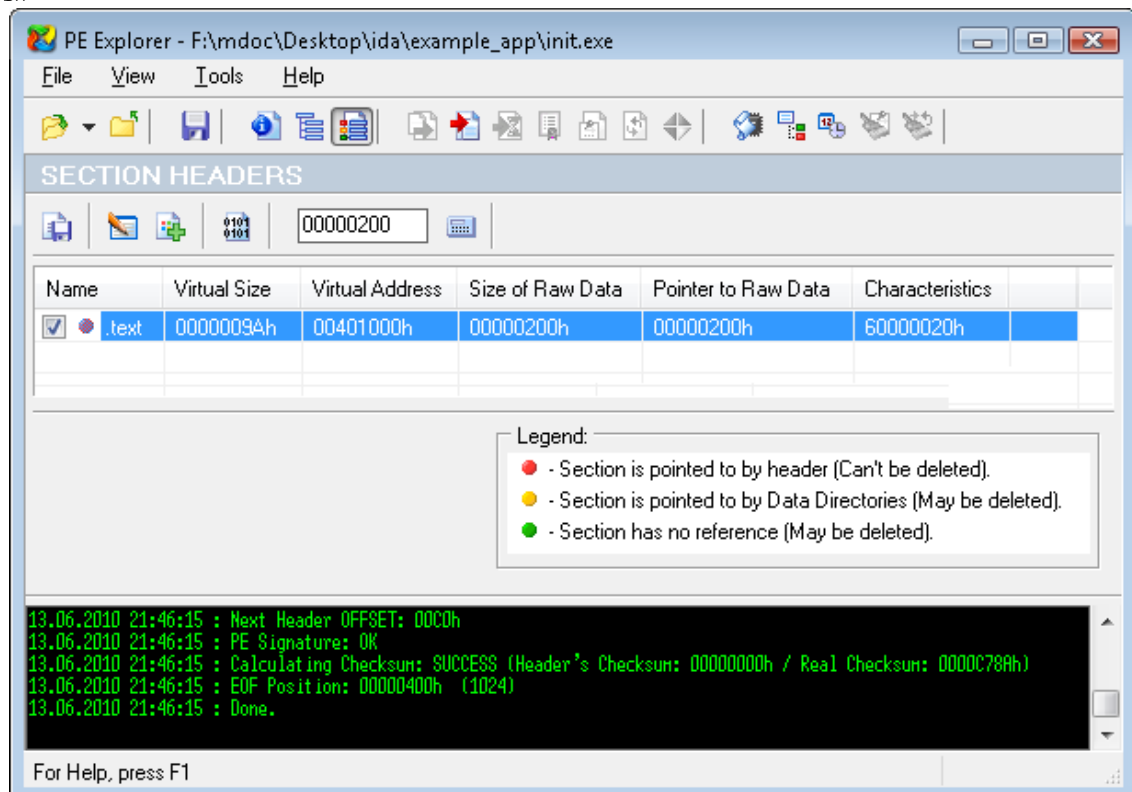 PE Explorer - F:\mdoc\Desktop\ida\example_app\init.exe
File View Tools Help
SECTION HEADERS
00000200
Name Virtual Size Virtual Address Size of Raw Data Pointer to Raw Data Characteristics
.text 0000009Ah 00401000h 00000200h 00000200h 60000020h
Legend:
- Section is pointed to by header (Can't be deleted).
- Section is pointed to by Data Directories (May be deleted).
- Section has no reference (May be deleted).
13.06.2010 21:46:15 : Next Header OFFSET: 00C0h
13.06.2010 21:46:15 : PE Signature: OK
13.06.2010 21:46:15 : Calculating Checksum: SUCCESS (Header's Checksum: 00000000h / Real Checksum: 0000C78Ah)
13.06.2010 21:46:15 : EOF Position: 00000400h (1024)
13.06.2010 21:46:15 : Done.
For Help, press F1